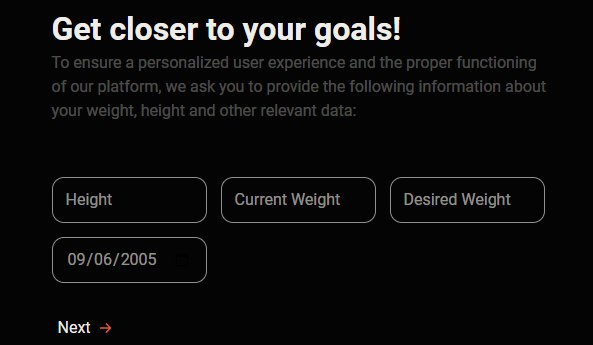 Get closer to your goals!
To ensure a personalized user experience and the proper functioning
of our platform, we ask you to provide the following information about
your weight, height and other relevant data:
Height
Current Weight
Desired Weight
09/06/2005
Next →